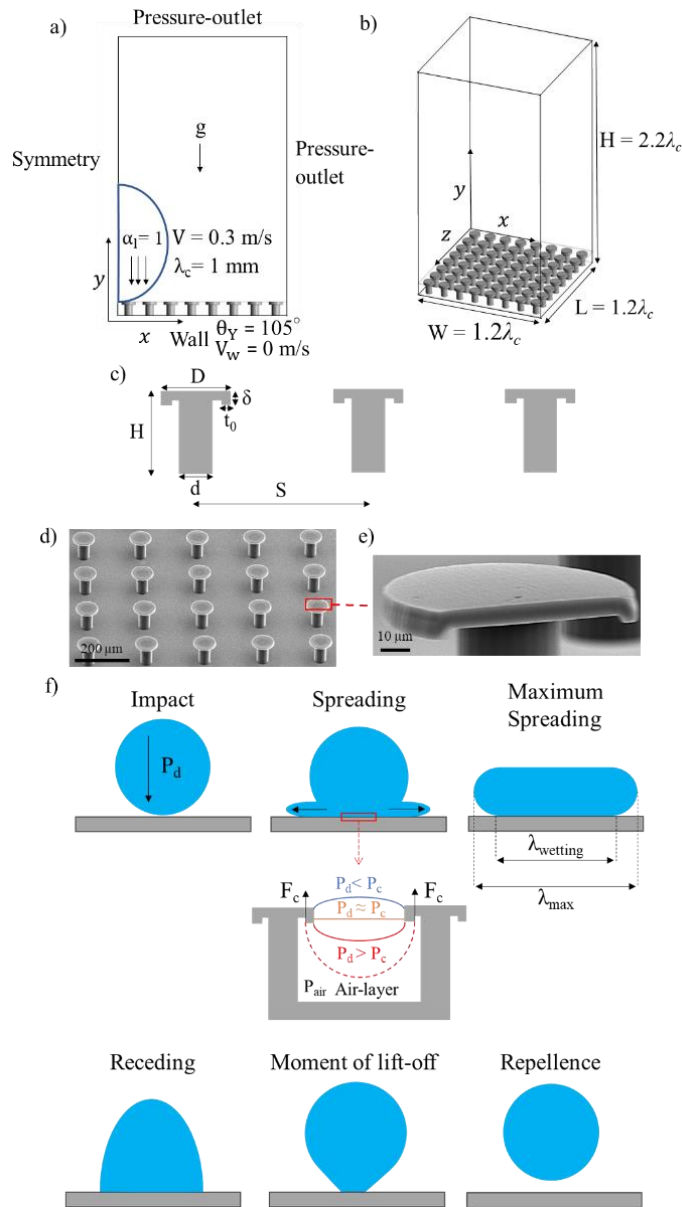 Pressure-outlet
a)
b)
g
Symmetry
Pressure-
outlet
H = 2.2λc
αl = 1
V = 0.3 m/s
λc = 1 mm
y
x
Wall
θY = 105°
Vw = 0 m/s
y
x
z
L = 1.2λc
W = 1.2λc
c)
D
δ
H
t0
d
S
d)
e)
200 µm
10 µm
f)
Impact
Spreading
Maximum
Spreading
Pd
λwetting
λmax
Fc
Pd < Pc
Fc
Pd ≈ Pc
Pd > Pc
Pair Air-layer
Receding
Moment of lift-off
Repellence